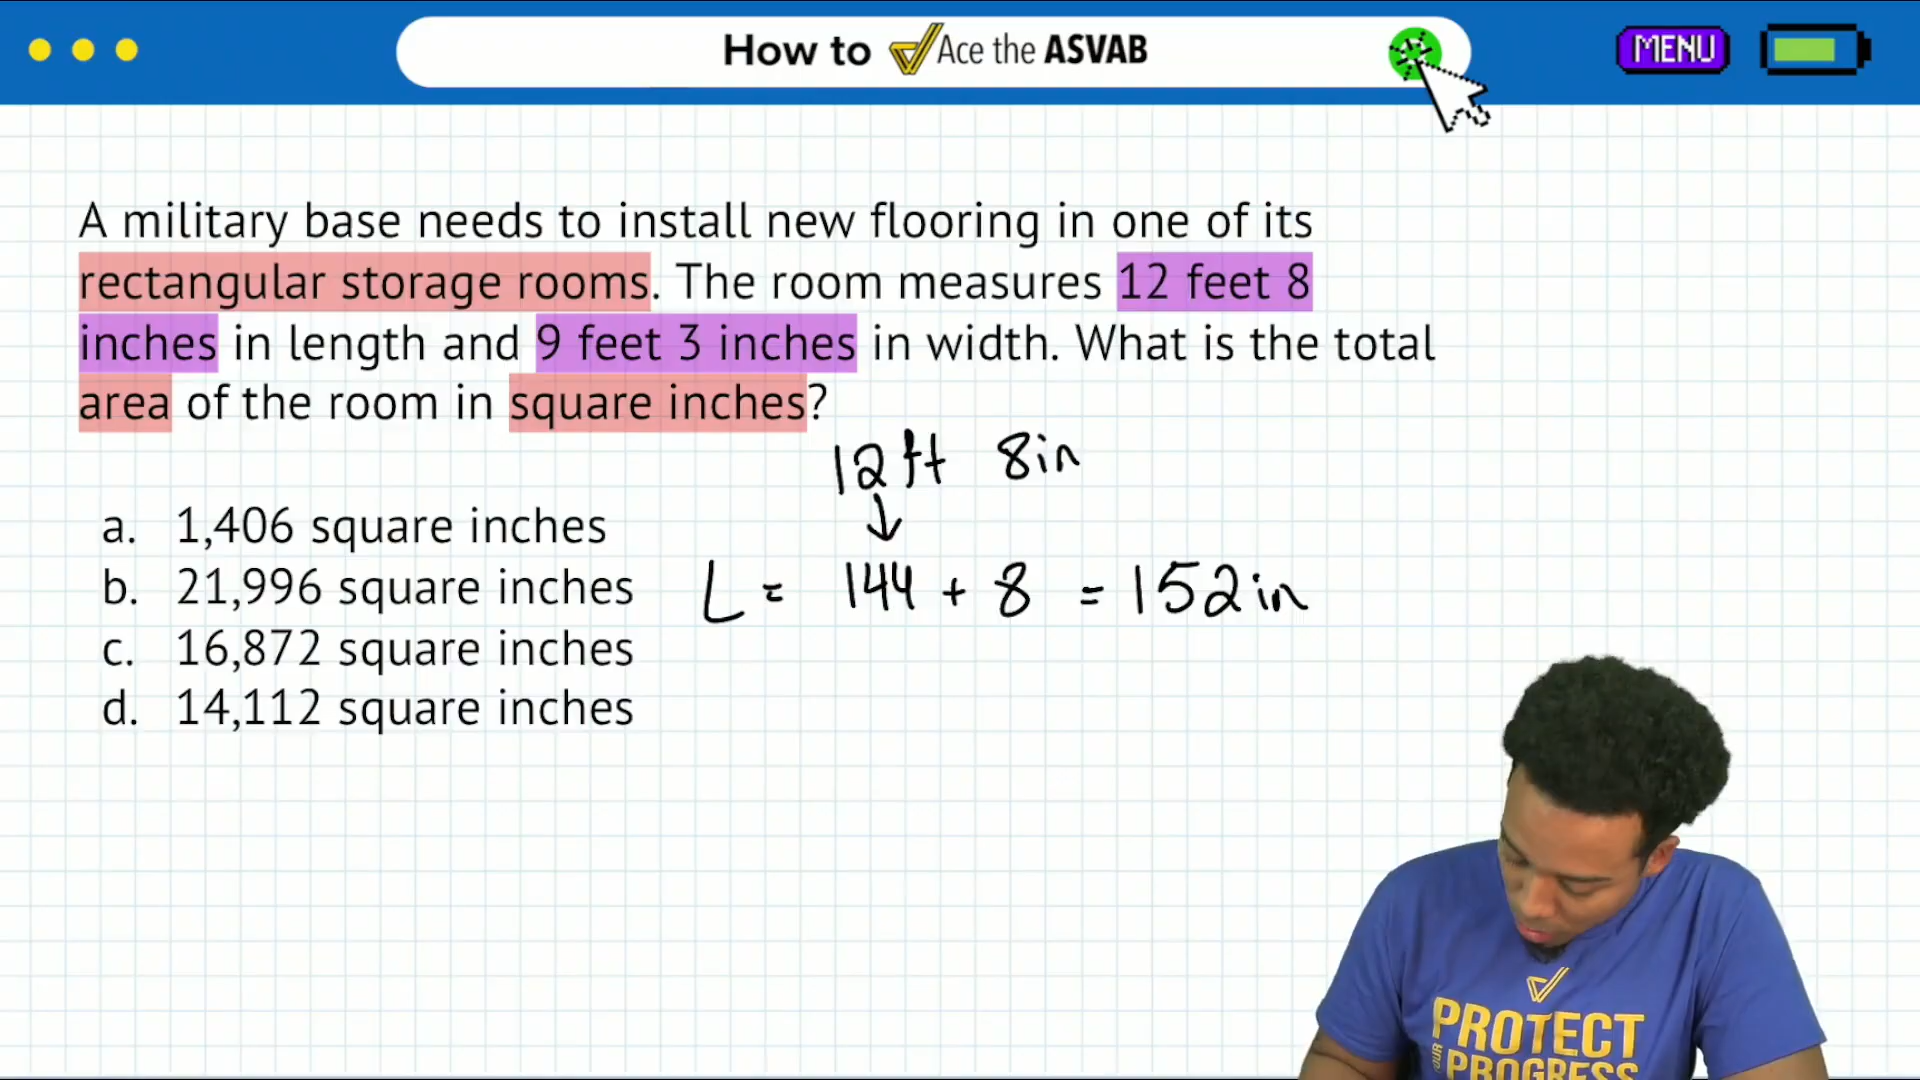 How to Ace the ASVAB
MENU
A military base needs to install new flooring in one of its
rectangular storage rooms. The room measures 12 feet 8
inches in length and 9 feet 3 inches in width. What is the total
area of the room in square inches?
12 ft 8in
a. 1,406 square inches
b. 21,996 square inches
c. 16,872 square inches
d. 14,112 square inches
L = 144 + 8 = 152in
PROTECT
YOUR
PROGRESS